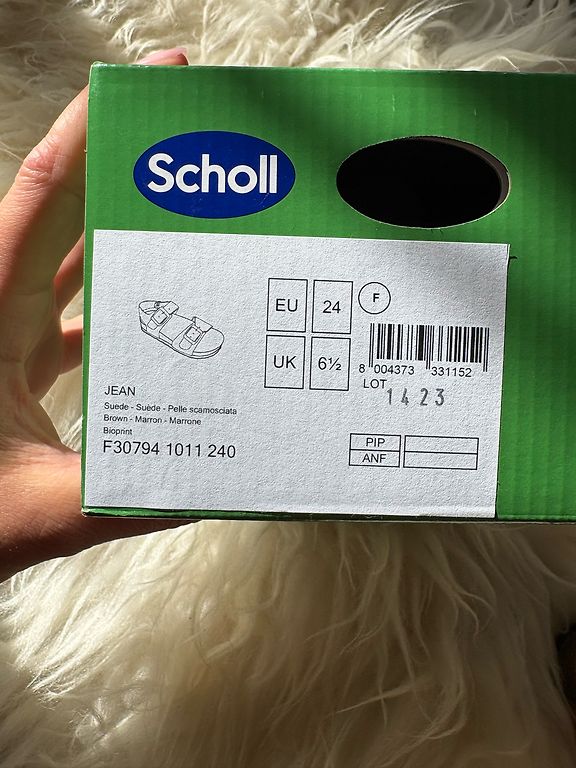 Scholl
EU 24 F
UK 6½
8 004373 331152
LOT 1423
JEAN
Suede - Suède - Pelle scamosciata
Brown - Marron - Marrone
Bioprint
F30794 1011 240
PIP
ANF